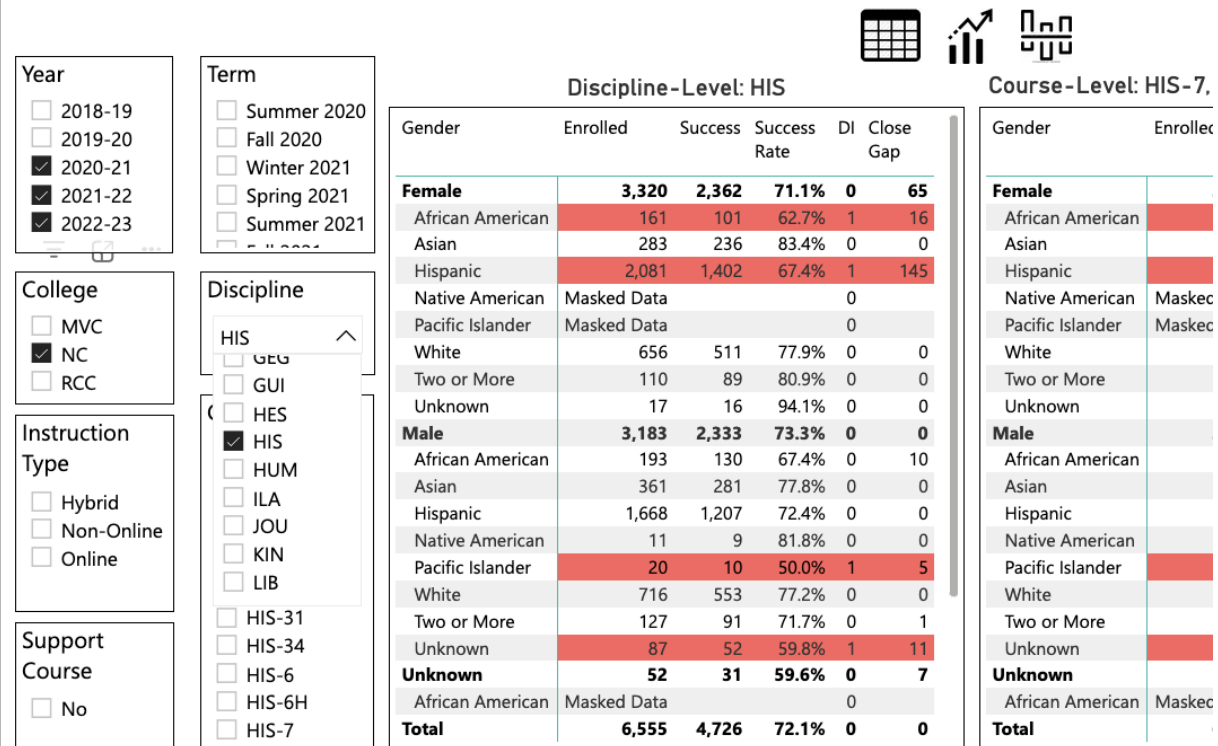 Year
2018-19
2019-20
2020-21
2021-22
2022-23
Term
Summer 2020
Fall 2020
Winter 2021
Spring 2021
Summer 2021
College
MVC
NC
RCC
Discipline
HIS
GEG
GUI
HES
HIS
HUM
ILA
JOU
KIN
LIB
HIS-31
HIS-34
HIS-6
HIS-6H
HIS-7
Instruction
Type
Hybrid
Non-Online
Online
Support
Course
No
Discipline-Level: HIS
Gender Enrolled Success Success Rate DI Close Gap
Female 3,320 2,362 71.1% 0 65
African American 161 101 62.7% 1 16
Asian 283 236 83.4% 0 0
Hispanic 2,081 1,402 67.4% 1 145
Native American Masked Data 0
Pacific Islander Masked Data 0
White 656 511 77.9% 0 0
Two or More 110 89 80.9% 0 0
Unknown 17 16 94.1% 0 0
Male 3,183 2,333 73.3% 0 0
African American 193 130 67.4% 0 10
Asian 361 281 77.8% 0 0
Hispanic 1,668 1,207 72.4% 0 0
Native American 11 9 81.8% 0 0
Pacific Islander 20 10 50.0% 1 5
White 716 553 77.2% 0 0
Two or More 127 91 71.7% 0 1
Unknown 87 52 59.8% 1 11
Unknown 52 31 59.6% 0 7
African American Masked Data 0
Total 6,555 4,726 72.1% 0 0
Course-Level: HIS-7,
Gender
Female
African American
Asian
Hispanic
Native American
Pacific Islander
White
Two or More
Unknown
Male
African American
Asian
Hispanic
Native American
Pacific Islander
White
Two or More
Unknown
Unknown
African American
Total